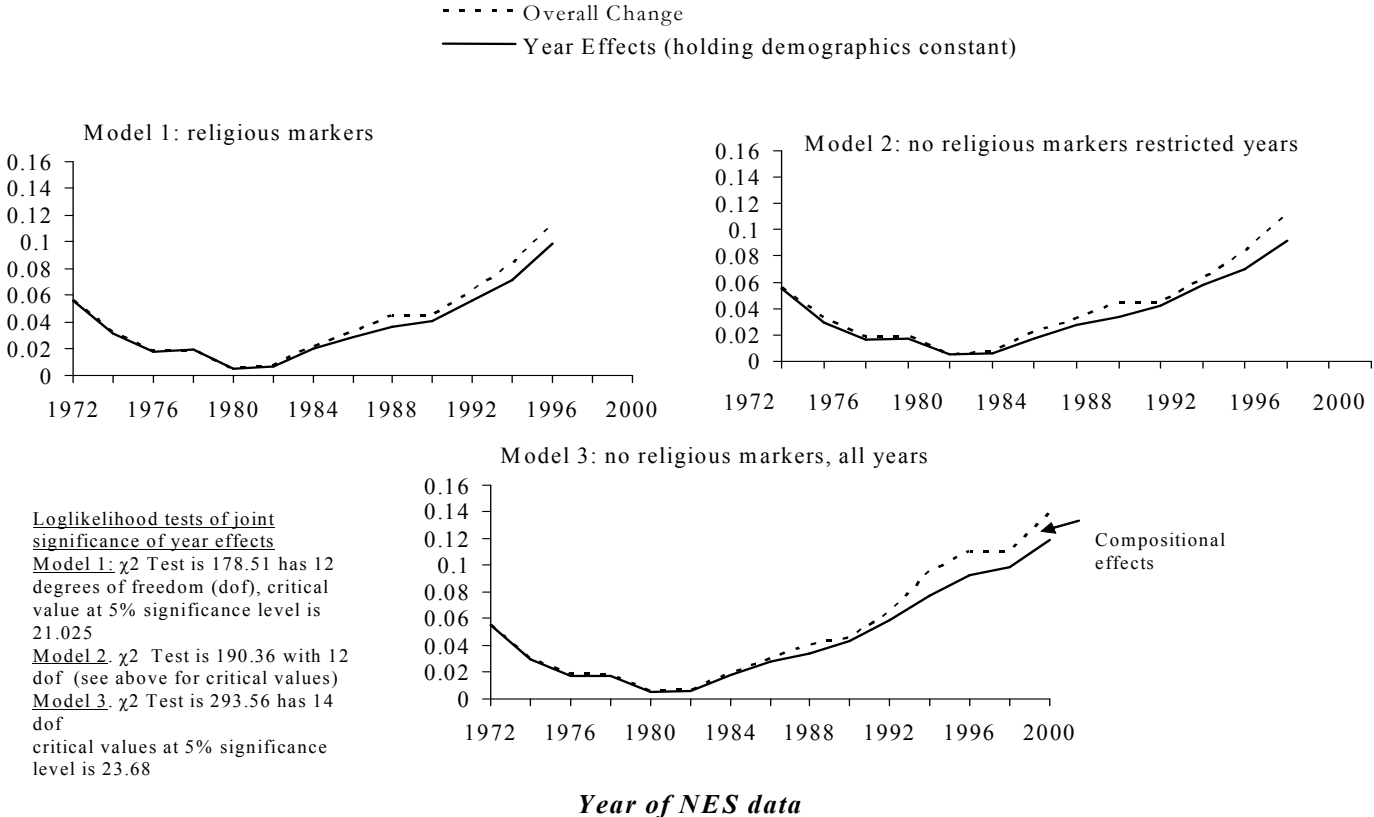 Overall Change
Year Effects (holding demographics constant)
Model 1: religious markers
0.16
0.14
0.12
0.1
0.08
0.06
0.04
0.02
0
1972 1976 1980 1984 1988 1992 1996 2000
Model 2: no religious markers restricted years
0.16
0.14
0.12
0.1
0.08
0.06
0.04
0.02
0
1972 1976 1980 1984 1988 1992 1996 2000
Model 3: no religious markers, all years
0.16
0.14
0.12
0.1
0.08
0.06
0.04
0.02
0
1972 1976 1980 1984 1988 1992 1996 2000
Compositional
effects
Loglikelihood tests of joint
significance of year effects
Model 1: χ2 Test is 178.51 has 12
degrees of freedom (dof), critical
value at 5% significance level is
21.025
Model 2. χ2 Test is 190.36 with 12
dof (see above for critical values)
Model 3. χ2 Test is 293.56 has 14
dof
critical values at 5% significance
level is 23.68
Year of NES data